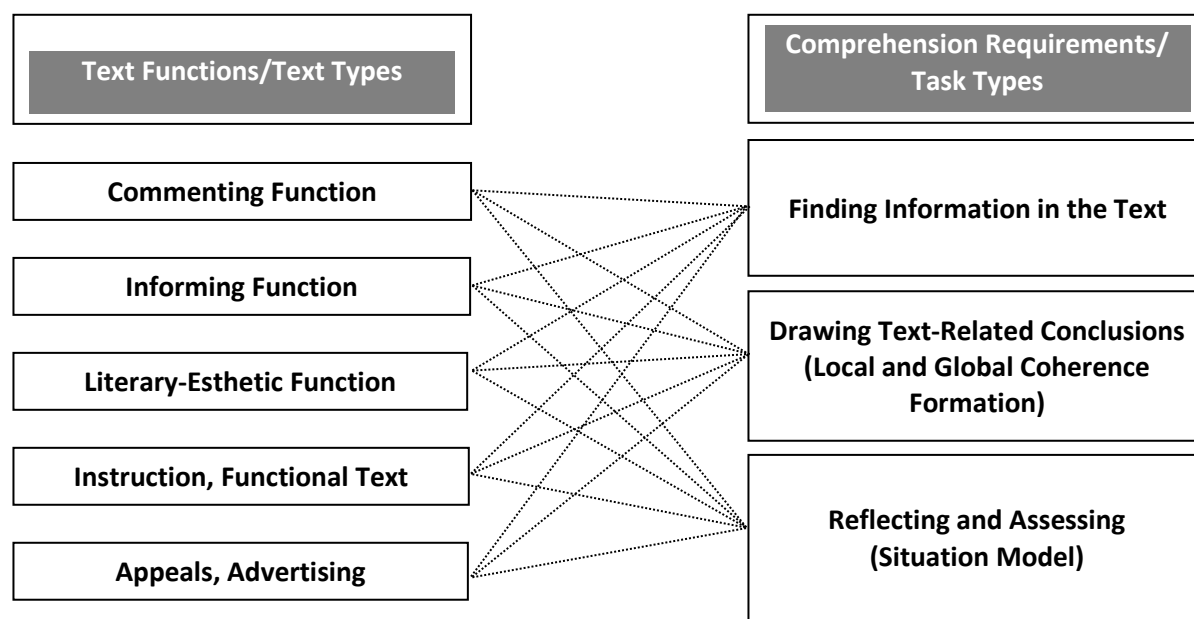 Text Functions/Text Types
Commenting Function
Informing Function
Literary-Esthetic Function
Instruction, Functional Text
Appeals, Advertising
Comprehension Requirements/
Task Types
Finding Information in the Text
Drawing Text-Related Conclusions
(Local and Global Coherence
Formation)
Reflecting and Assessing
(Situation Model)